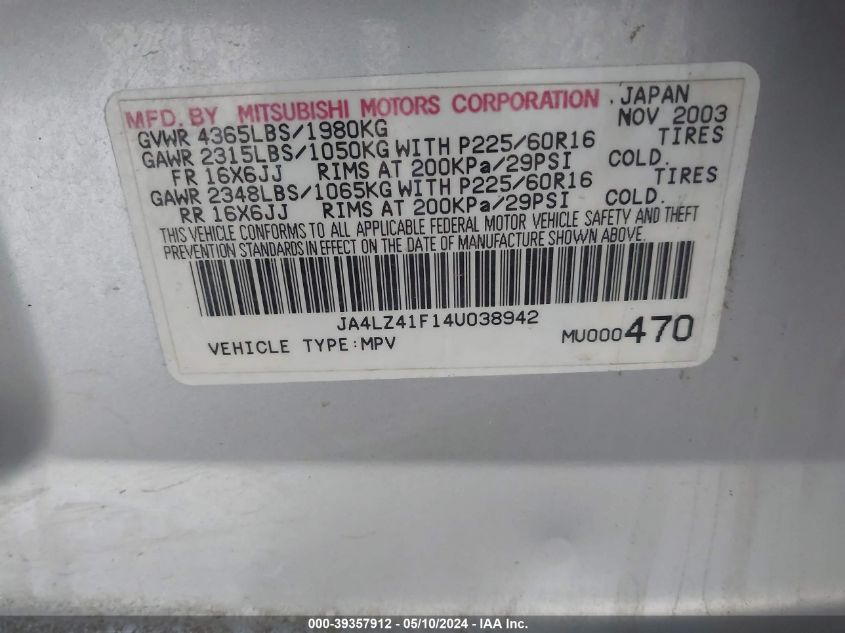 MFD. BY MITSUBISHI MOTORS CORPORATION. JAPAN
GVWR 4365LBS/1980KG NOV 2003
GAWR 2315LBS/1050KG WITH P225/60R16 TIRES
FR 16X6JJ RIMS AT 200KPa/29PSI COLD.
GAWR 2348LBS/1065KG WITH P225/60R16 TIRES
RR 16X6JJ RIMS AT 200KPa/29PSI COLD.
THIS VEHICLE CONFORMS TO ALL APPLICABLE FEDERAL MOTOR VEHICLE SAFETY AND THEFT
PREVENTION STANDARDS IN EFFECT ON THE DATE OF MANUFACTURE SHOWN ABOVE.
JA4LZ41F14U038942
VEHICLE TYPE:MPV MU000470
000-39357912 - 05/10/2024 - IAA Inc.